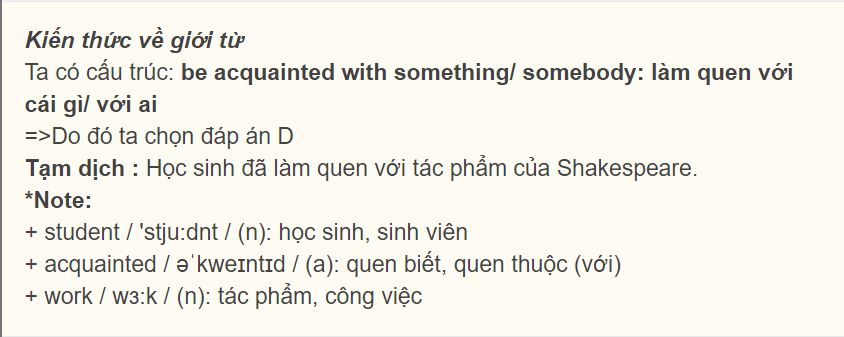 Kiến thức về giới từ
Ta có cấu trúc: be acquainted with something/ somebody: làm quen với
cái gì/ với ai
=>Do đó ta chọn đáp án D
Tạm dịch : Học sinh đã làm quen với tác phẩm của Shakespeare.
*Note:
+ student / 'stju:dnt / (n): học sinh, sinh viên
+ acquainted / əˈkweɪntɪd / (a): quen biết, quen thuộc (với)
+ work / wɜ:k / (n): tác phẩm, công việc